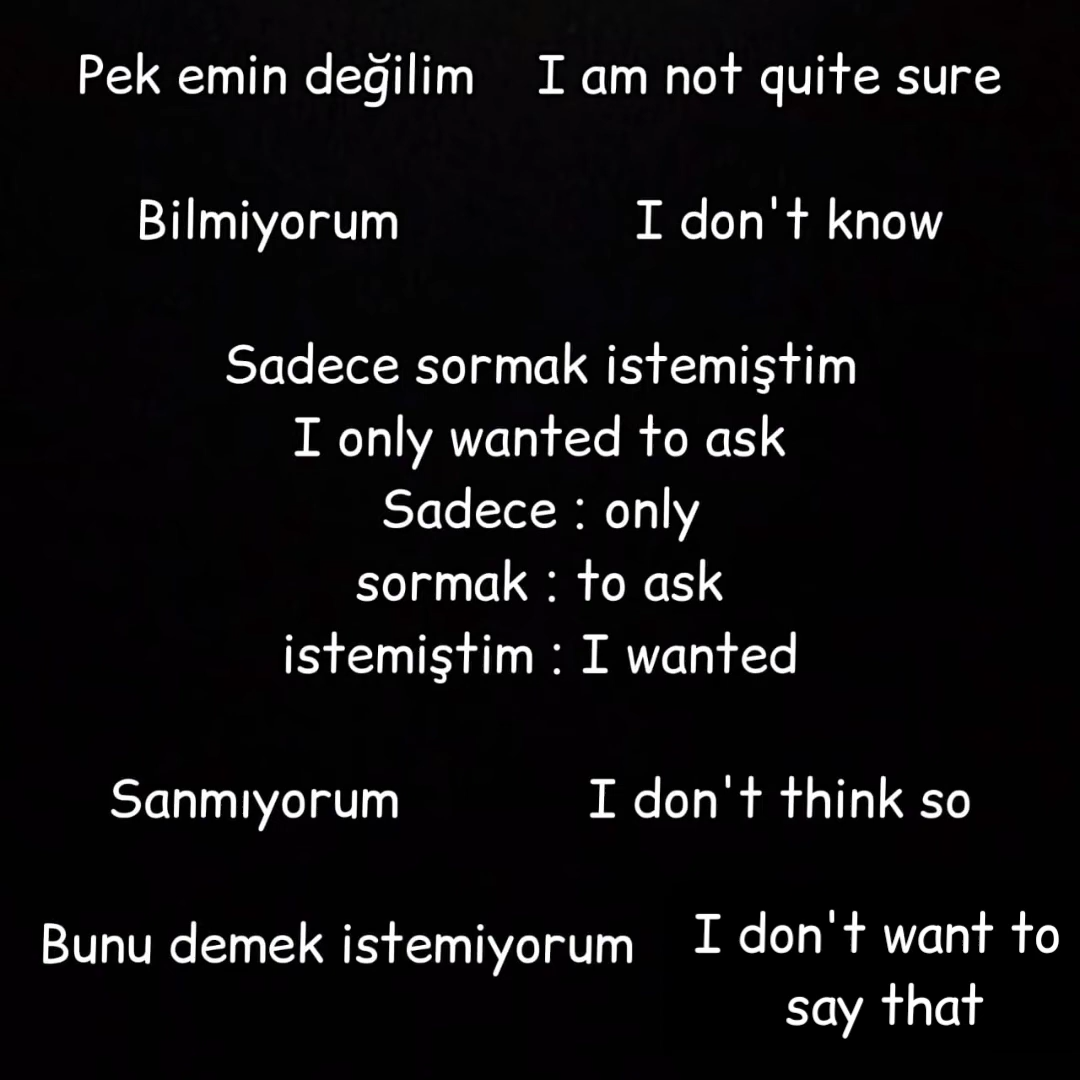 Pek emin değilim I am not quite sure
Bilmiyorum I don't know
Sadece sormak istemiştim
I only wanted to ask
Sadece : only
sormak : to ask
istemiştim : I wanted
Sanmıyorum I don't think so
Bunu demek istemiyorum I don't want to
say that